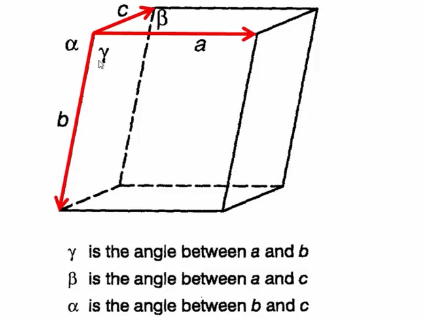 c
β
α
γ
a
b
γ is the angle between a and b
β is the angle between a and c
α is the angle between b and c